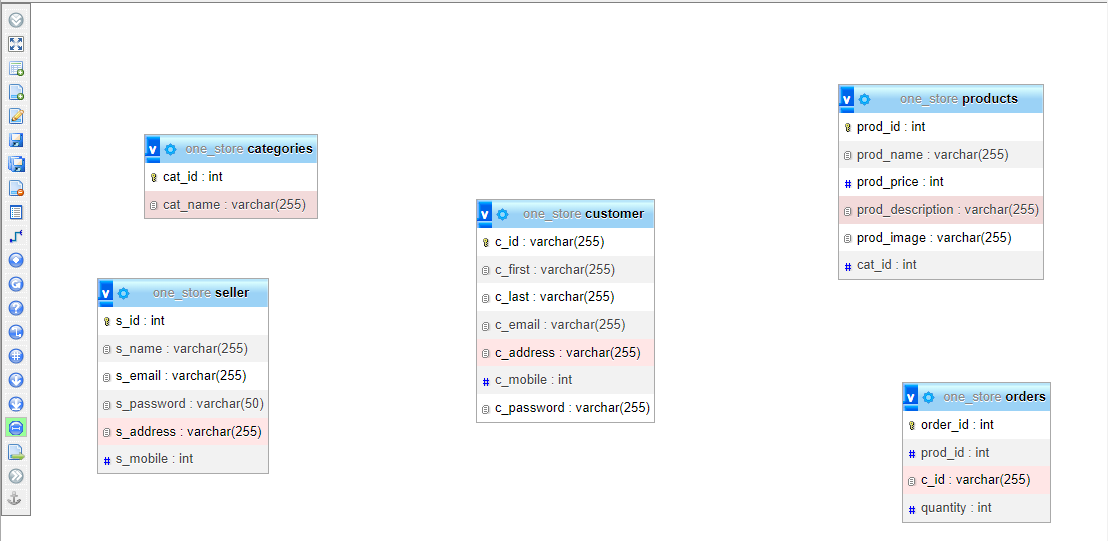 one_store categories
cat_id : int
cat_name : varchar(255)
one_store seller
s_id : int
s_name : varchar(255)
s_email : varchar(255)
s_password : varchar(50)
s_address : varchar(255)
s_mobile : int
one_store customer
c_id : varchar(255)
c_first : varchar(255)
c_last : varchar(255)
c_email : varchar(255)
c_address : varchar(255)
c_mobile : int
c_password : varchar(255)
one_store products
prod_id : int
prod_name : varchar(255)
prod_price : int
prod_description : varchar(255)
prod_image : varchar(255)
cat_id : int
one_store orders
order_id : int
prod_id : int
c_id : varchar(255)
quantity : int